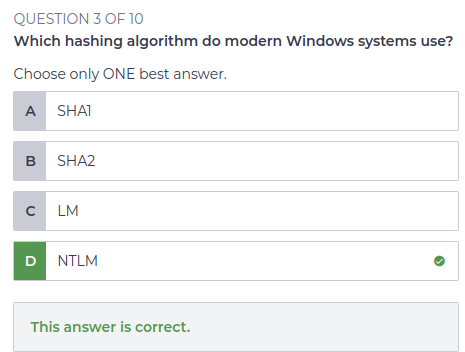 QUESTION 3 OF 10
Which hashing algorithm do modern Windows systems use?
Choose only ONE best answer.
A SHA1
B SHA2
C LM
D NTLM
This answer is correct.